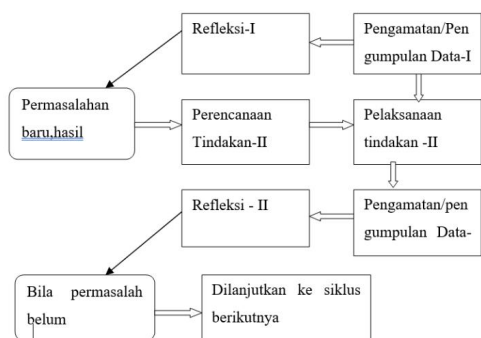 Refleksi-I
Pengamatan/Pen
gumpulan Data-I
Permasalahan
baru,hasil
Perencanaan
Tindakan-II
Pelaksanaan
tindakan -II
Refleksi - II
Pengamatan/pen
gumpulan Data-
Bila permasalah
belum
Dilanjutkan ke siklus
berikutnya